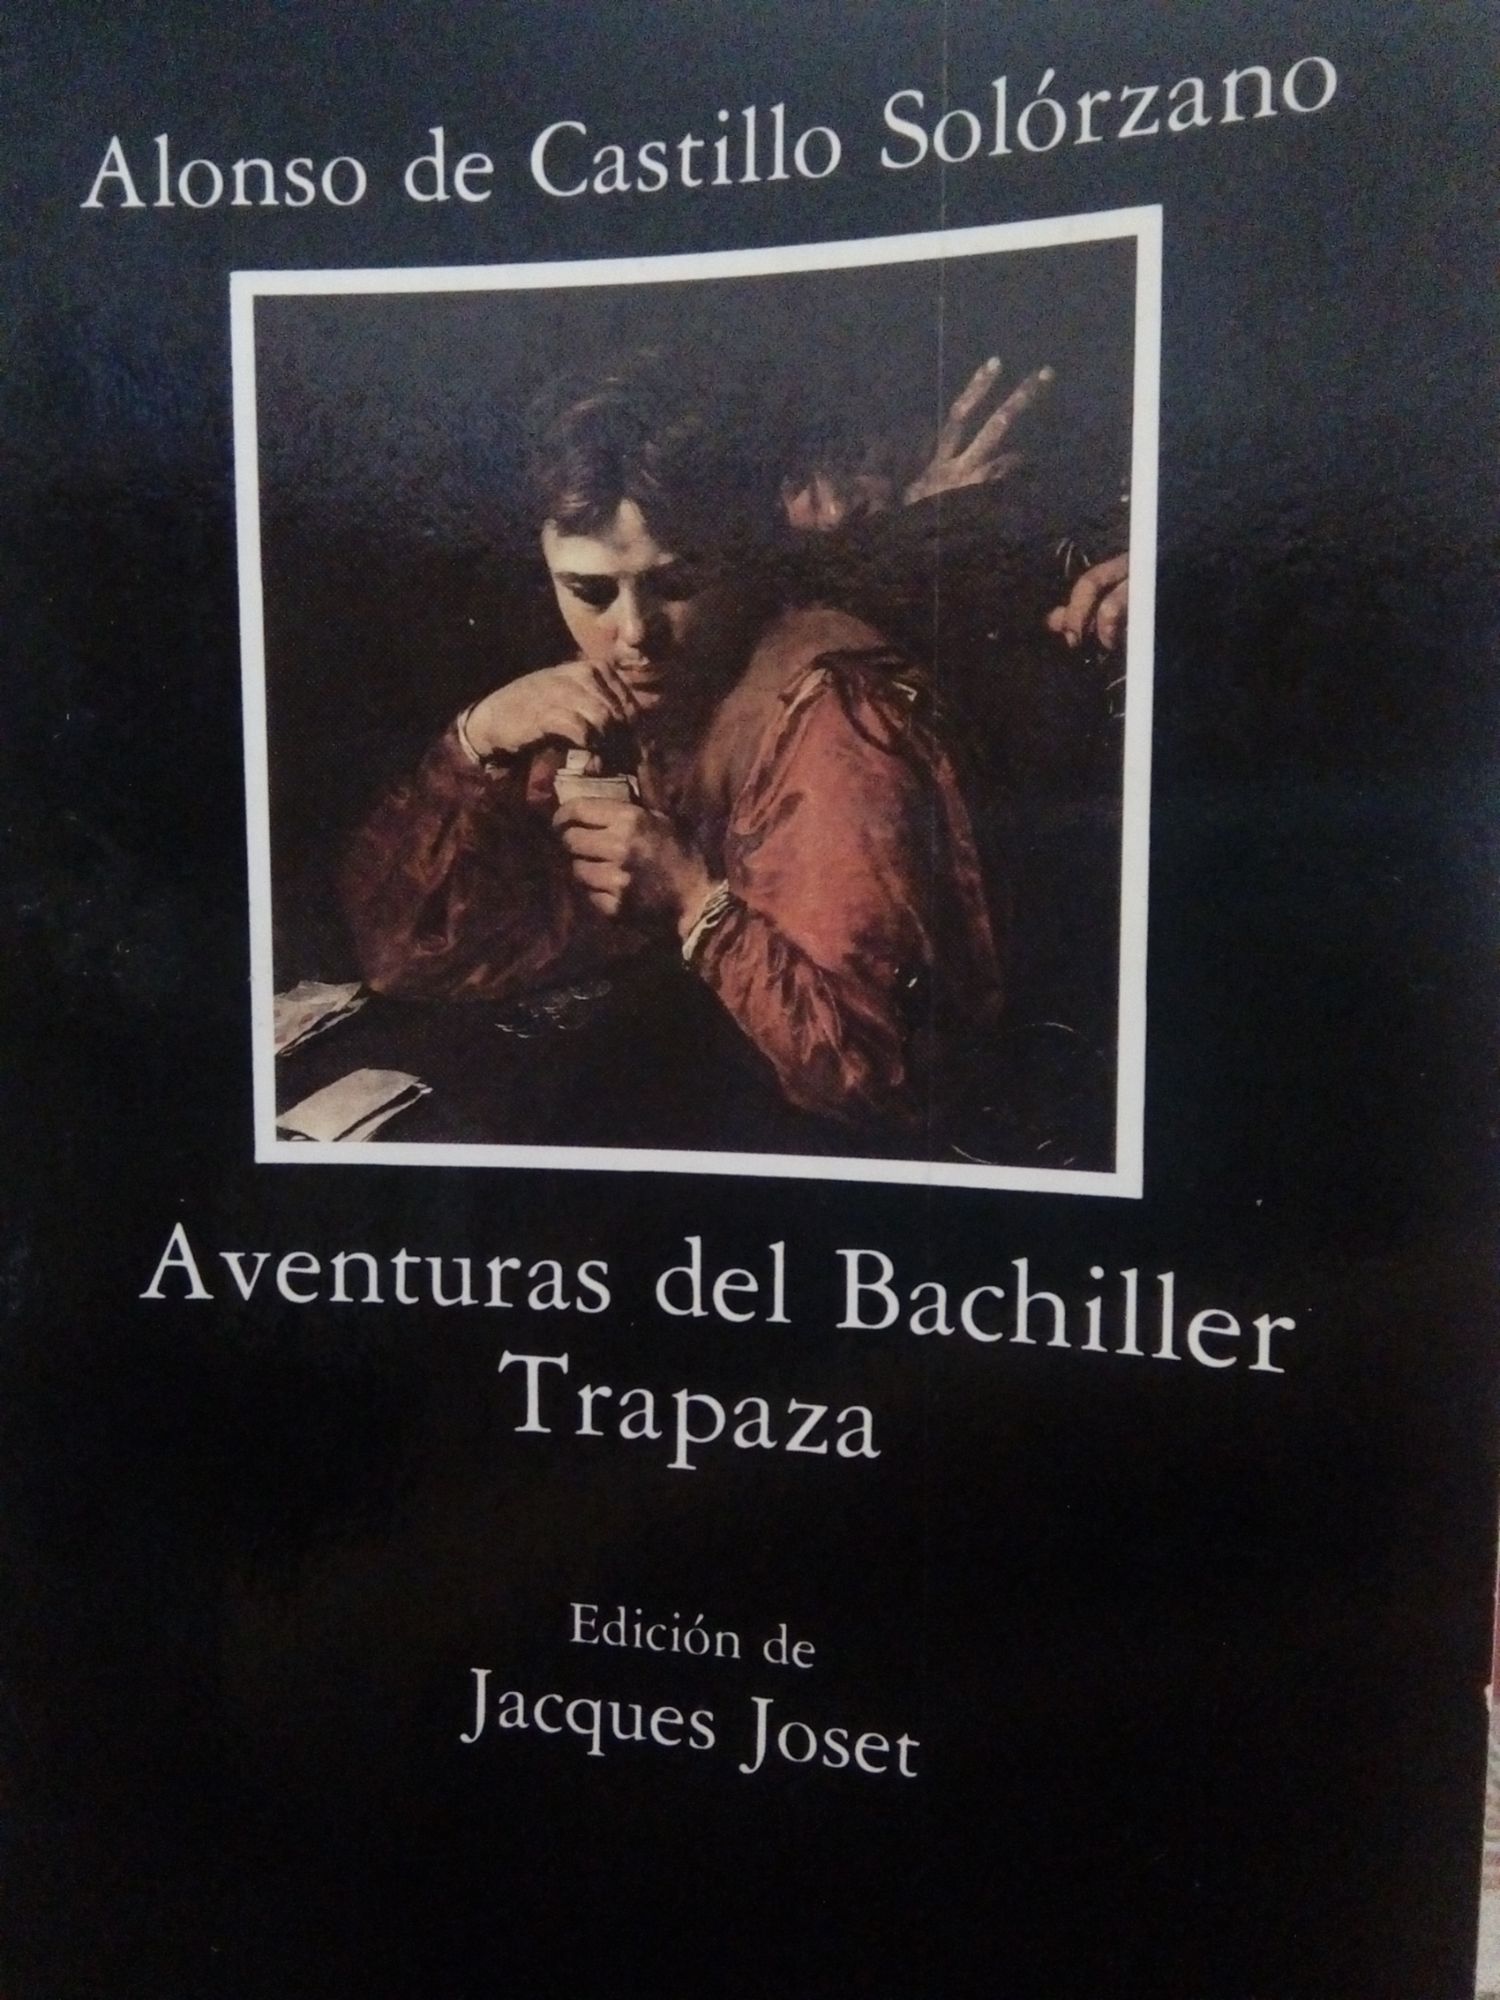 Alonso de Castillo Solórzano
Aventuras del Bachiller
Trapaza
Edición de
Jacques Joset